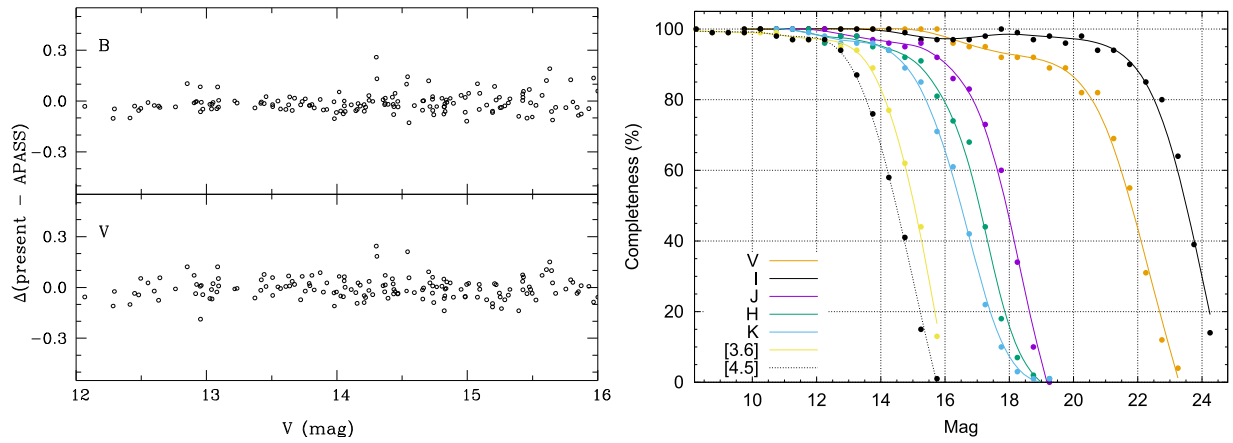 B
0.3
0.0
−0.3
V
0.3
0.0
−0.3
Δ(present − APASS)
12 13 14 15 16
V (mag)
Completeness (%)
100
80
60
40
20
0
V
I
J
H
K
[3.6]
[4.5]
10 12 14 16 18 20 22 24
Mag